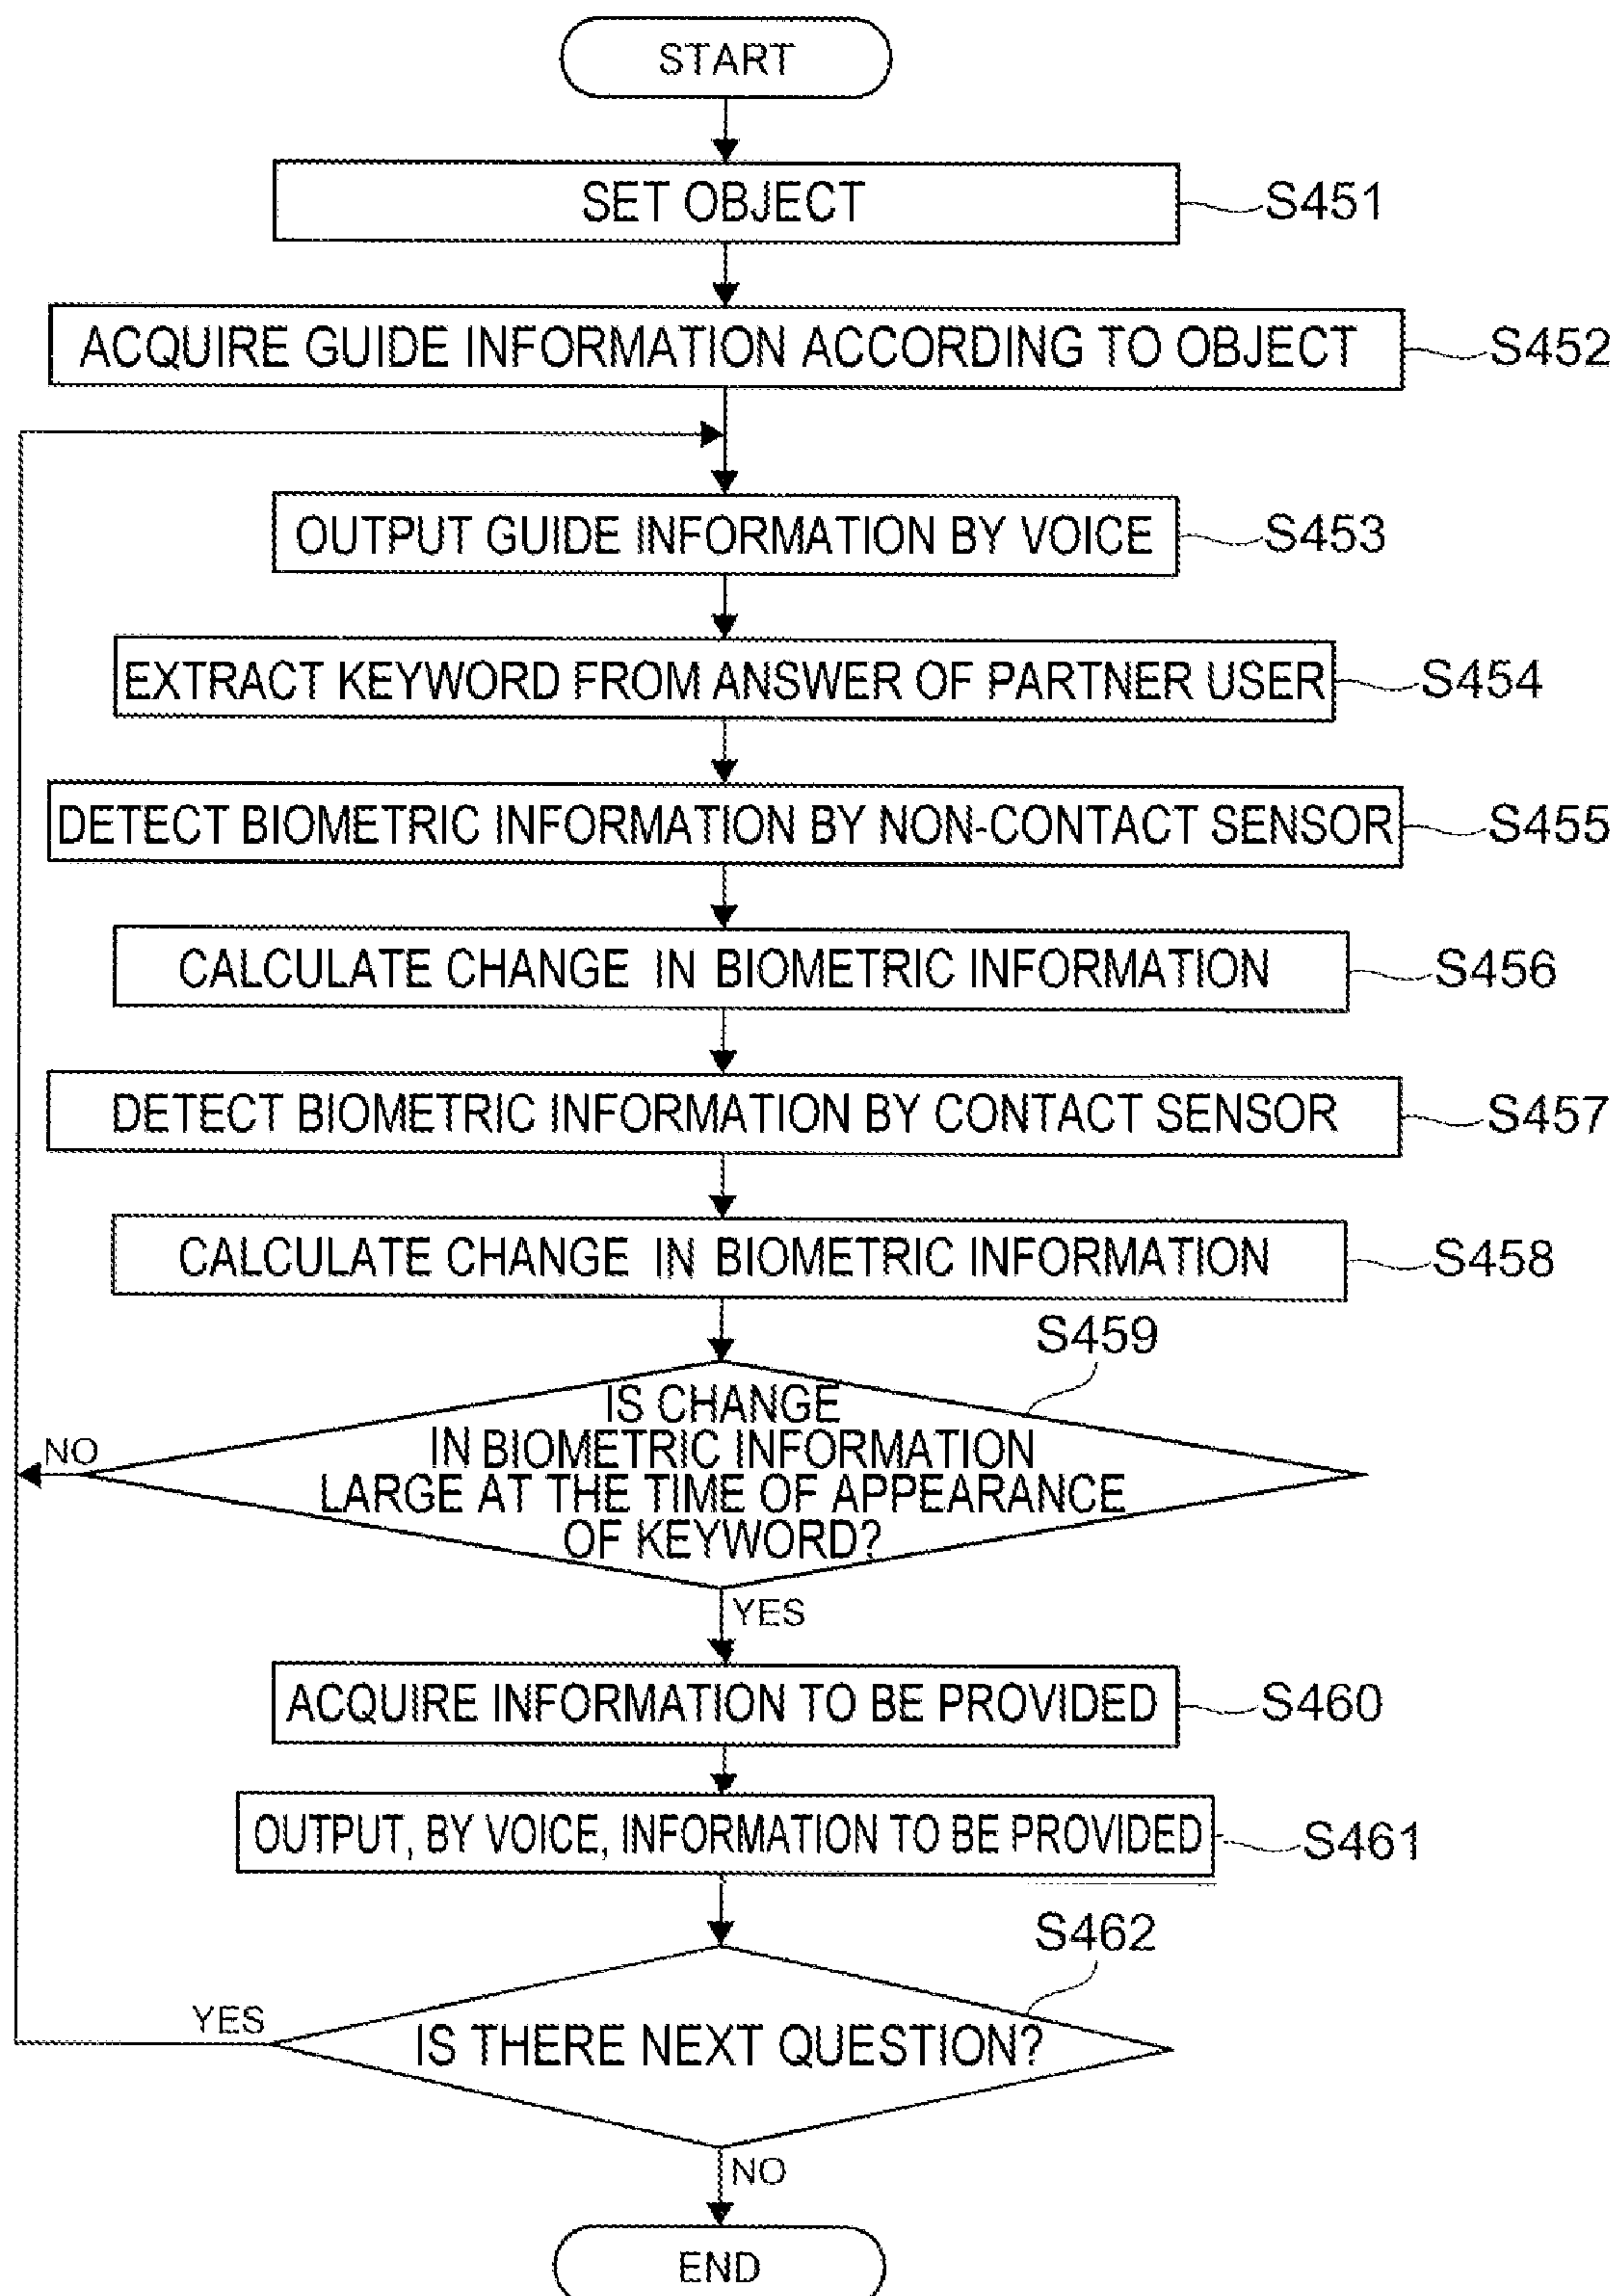 START
SET OBJECT
S451
ACQUIRE GUIDE INFORMATION ACCORDING TO OBJECT
S452
OUTPUT GUIDE INFORMATION BY VOICE
S453
EXTRACT KEYWORD FROM ANSWER OF PARTNER USER
S454
DETECT BIOMETRIC INFORMATION BY NON-CONTACT SENSOR
S455
CALCULATE CHANGE IN BIOMETRIC INFORMATION
S456
DETECT BIOMETRIC INFORMATION BY CONTACT SENSOR
S457
CALCULATE CHANGE IN BIOMETRIC INFORMATION
S458
S459
IS CHANGE
IN BIOMETRIC INFORMATION
LARGE AT THE TIME OF APPEARANCE
OF KEYWORD?
NO
YES
ACQUIRE INFORMATION TO BE PROVIDED
S460
OUTPUT, BY VOICE, INFORMATION TO BE PROVIDED
S461
S462
YES
IS THERE NEXT QUESTION?
NO
END